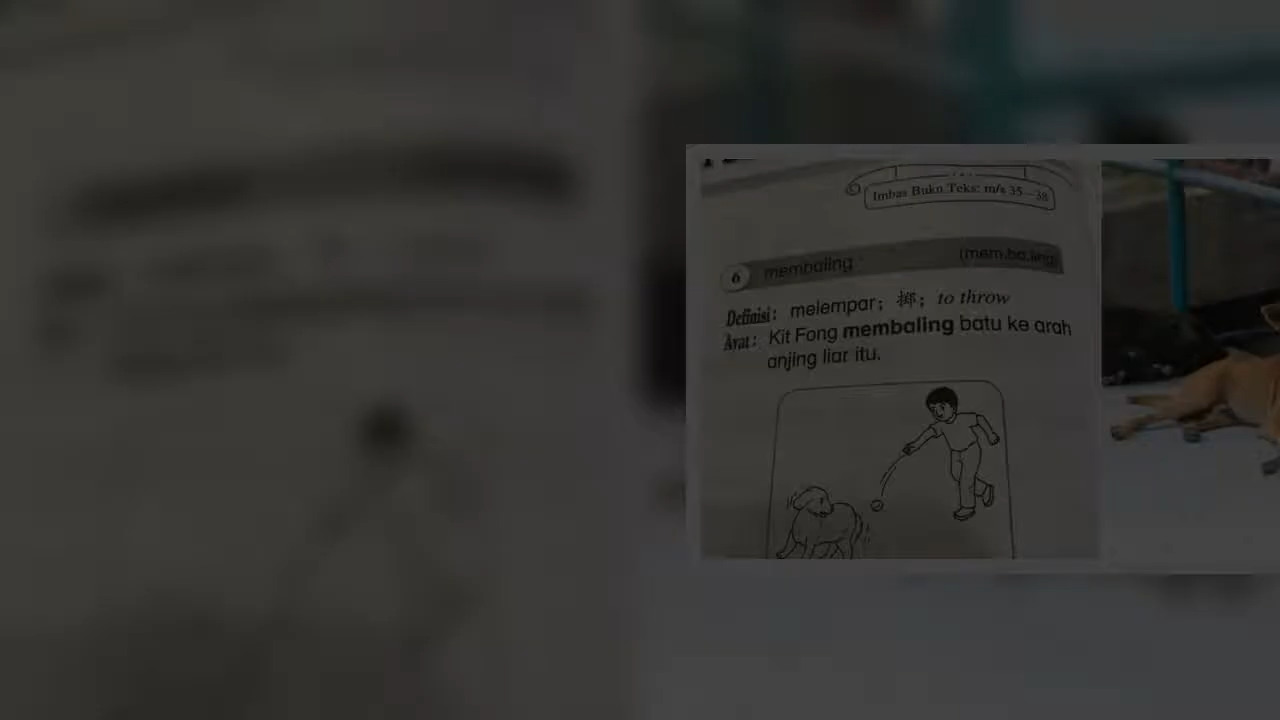 Imbas Buku Teks: m/s 35—38
6 membaling (mem.ba.ling)
Definisi: melempar; 掷; to throw
Ayat: Kit Fong membaling batu ke arah
anjing liar itu.